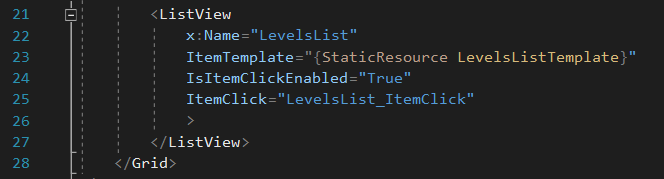 21 <ListView
22 x:Name="LevelsList"
23 ItemTemplate="{StaticResource LevelsListTemplate}"
24 IsItemClickEnabled="True"
25 ItemClick="LevelsList_ItemClick"
26 >
27 </ListView>
28 </Grid>